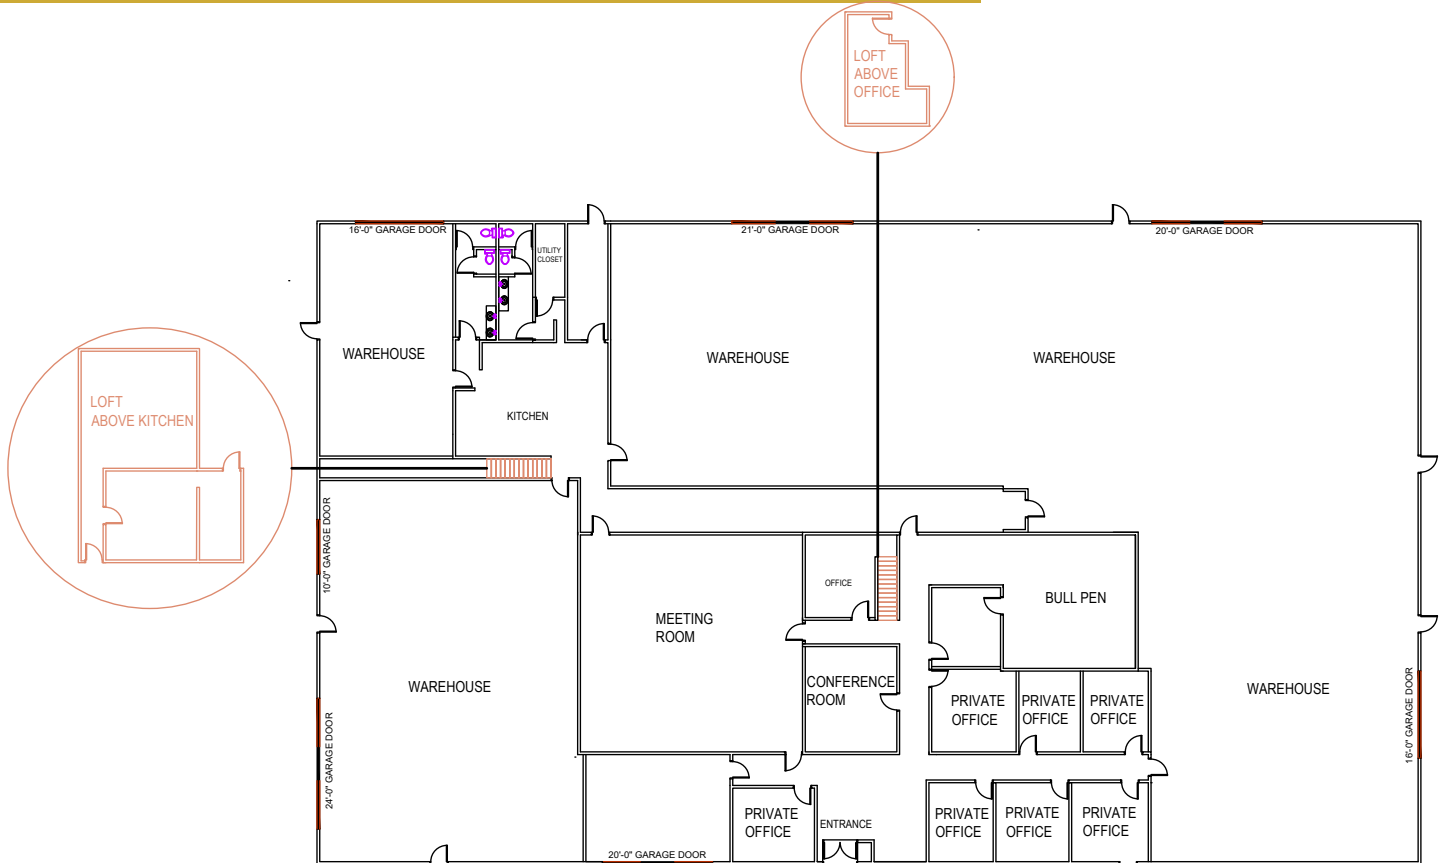 LOFT
ABOVE
OFFICE
16'-0" GARAGE DOOR
21'-0" GARAGE DOOR
20'-0" GARAGE DOOR
UTILITY
CLOSET
WAREHOUSE
WAREHOUSE
WAREHOUSE
LOFT
ABOVE KITCHEN
KITCHEN
10'-0" GARAGE DOOR
OFFICE
BULL PEN
MEETING
ROOM
WAREHOUSE
CONFERENCE
ROOM
PRIVATE
OFFICE
PRIVATE
OFFICE
PRIVATE
OFFICE
WAREHOUSE
16'-0" GARAGE DOOR
24'-0" GARAGE DOOR
PRIVATE
OFFICE
ENTRANCE
PRIVATE
OFFICE
PRIVATE
OFFICE
PRIVATE
OFFICE
20'-0" GARAGE DOOR